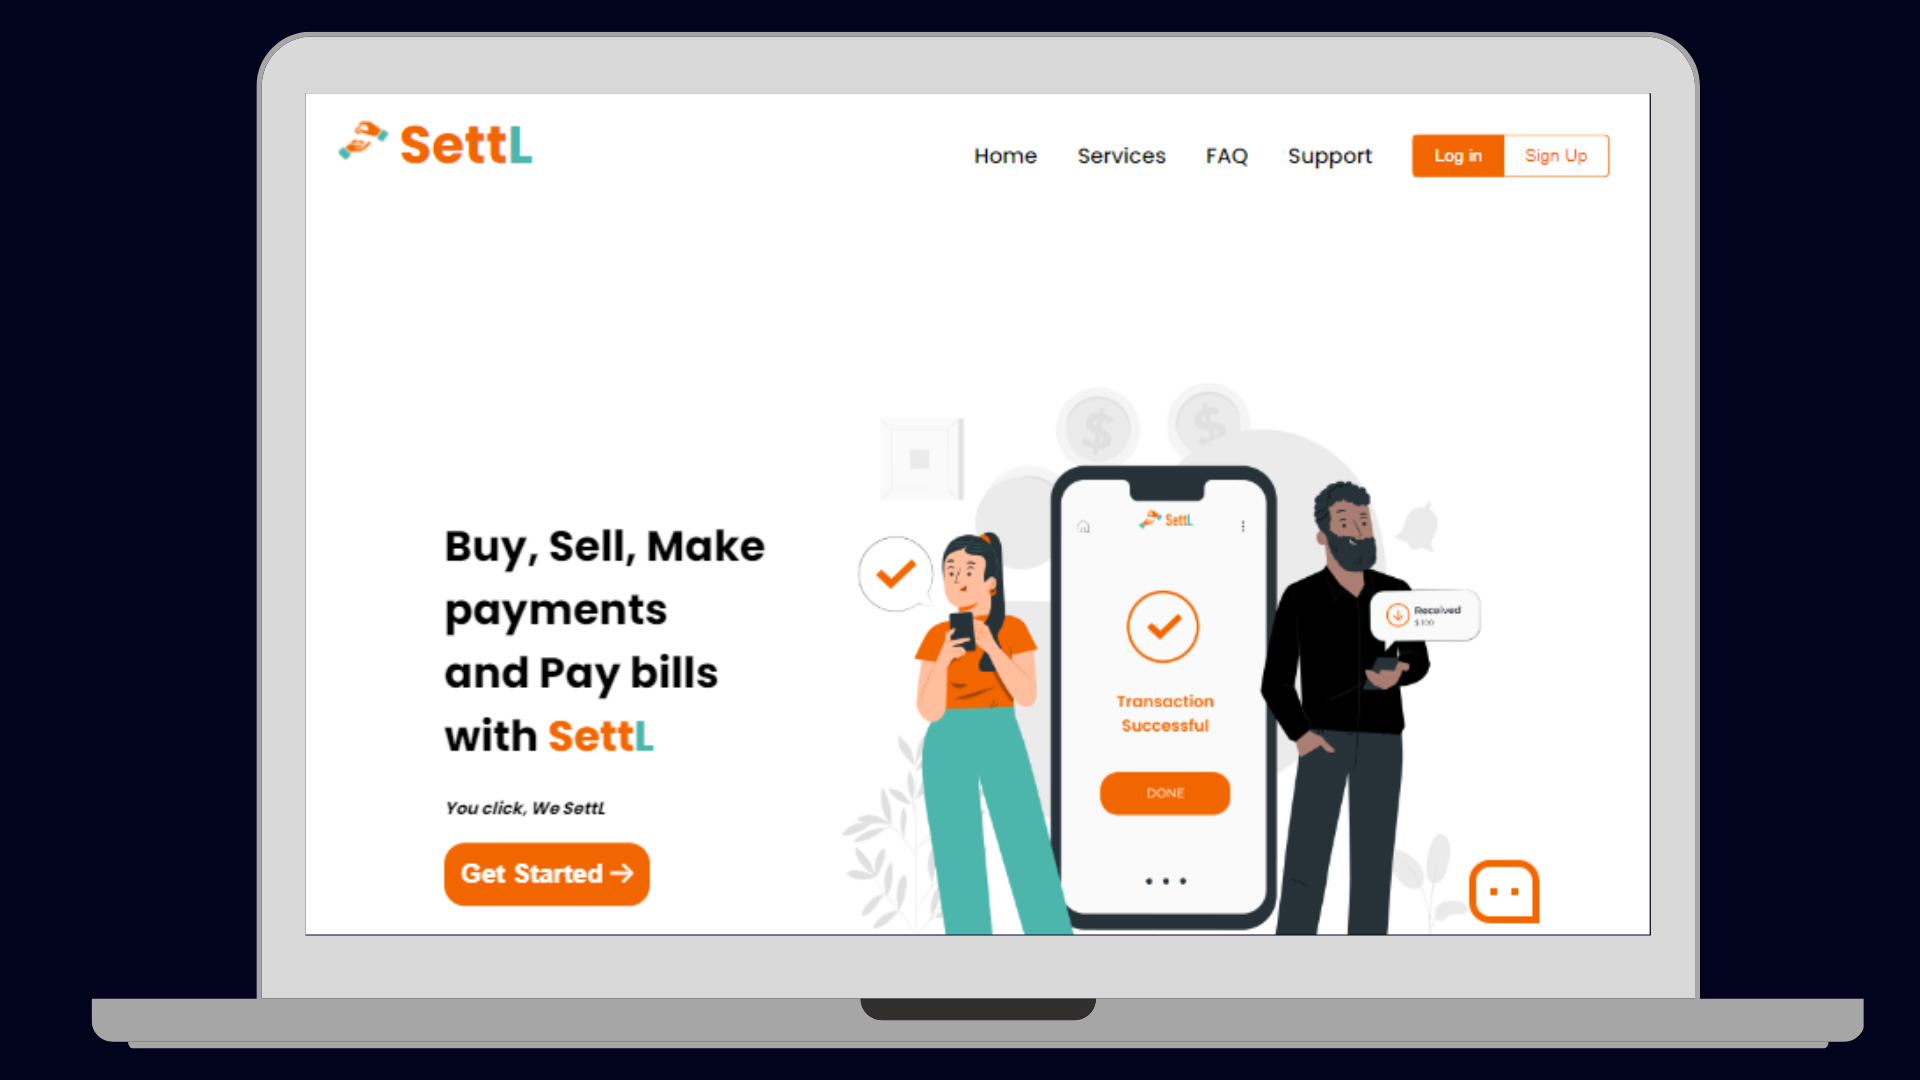 SettL
Home Services FAQ Support Log in Sign Up
Buy, Sell, Make
payments
and Pay bills
with SettL
You click, We SettL
Get Started →
SettL
Transaction
Successful
DONE
Received
$100